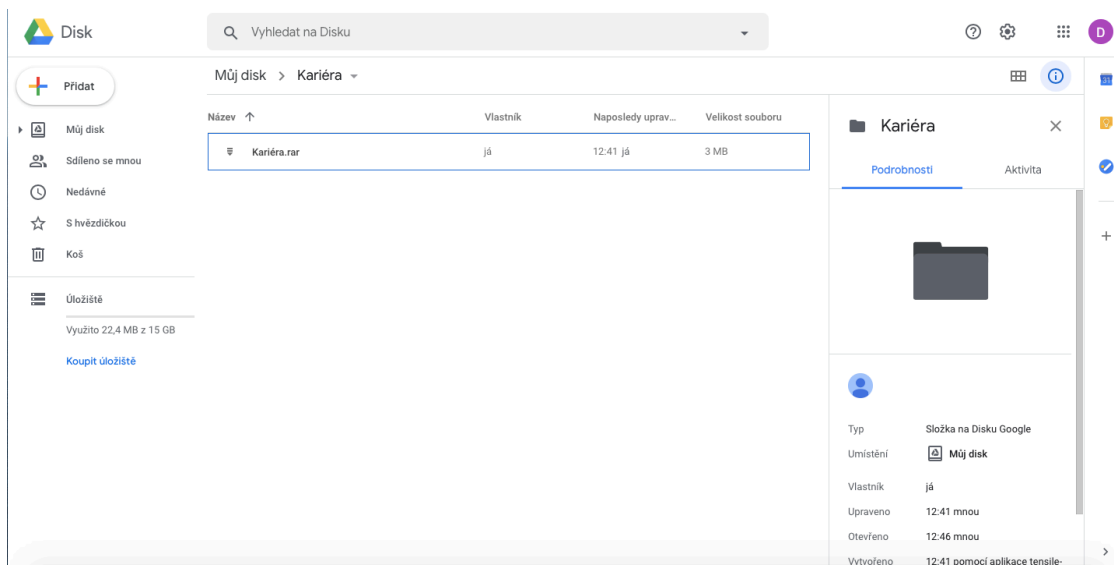 Disk
Vyhledat na Disku
D
Přidat
Můj disk
Sdíleno se mnou
Nedávné
S hvězdičkou
Koš
Úložiště
Využito 22,4 MB z 15 GB
Koupit úložiště
Můj disk > Kariéra
Název Vlastník Naposledy uprav... Velikost souboru
Kariéra.rar já 12:41 já 3 MB
Kariéra
Podrobnosti Aktivita
Typ Složka na Disku Google
Umístění Můj disk
Vlastník já
Upraveno 12:41 mnou
Otevřeno 12:46 mnou
Vytvořeno 12:41 pomocí aplikace tensile-
31